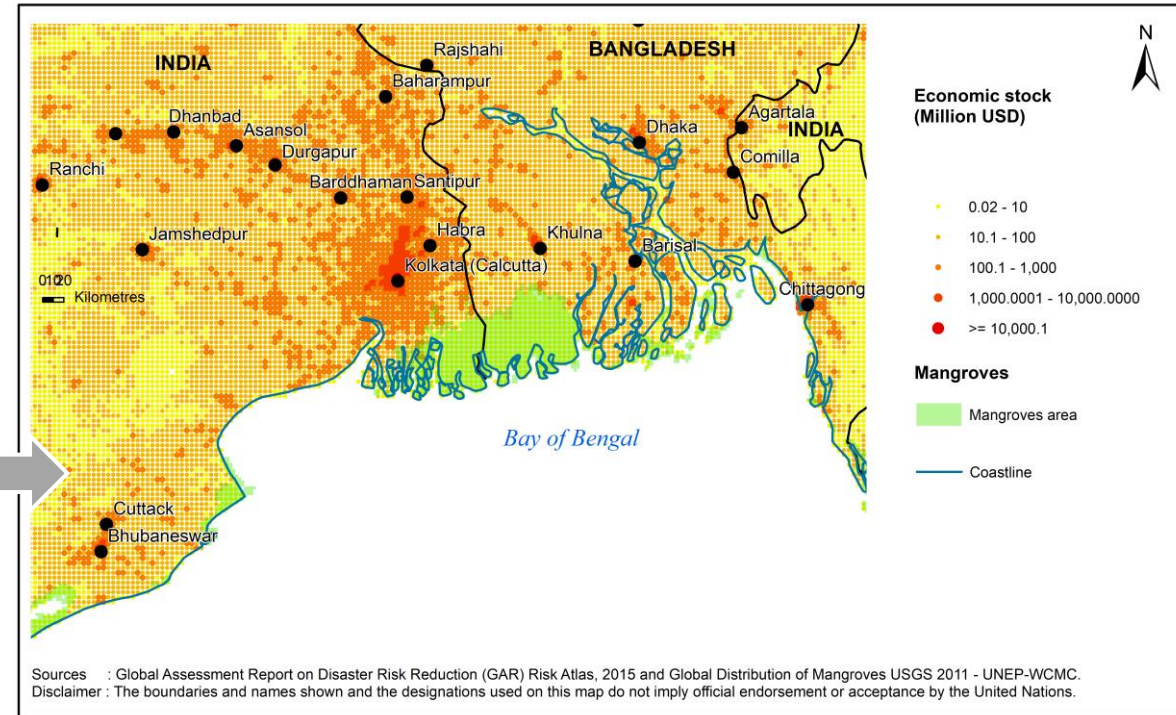 INDIA
BANGLADESH
Rajshahi
Baharampur
Dhanbad
Asansol
Durgapur
Ranchi
Barddhaman
Santipur
Dhaka
Agartala
INDIA
Comilla
Jamshedpur
Habra
Khulna
Barisal
Kolkata (Calcutta)
Kilometres
Chittagong
Bay of Bengal
Cuttack
Bhubaneswar
N
Economic stock
(Million USD)
0.02 - 10
10.1 - 100
100.1 - 1,000
1,000.0001 - 10,000.0000
>= 10,000.1
Mangroves
Mangroves area
Coastline
Sources : Global Assessment Report on Disaster Risk Reduction (GAR) Risk Atlas, 2015 and Global Distribution of Mangroves USGS 2011 - UNEP-WCMC.
Disclaimer : The boundaries and names shown and the designations used on this map do not imply official endorsement or acceptance by the United Nations.